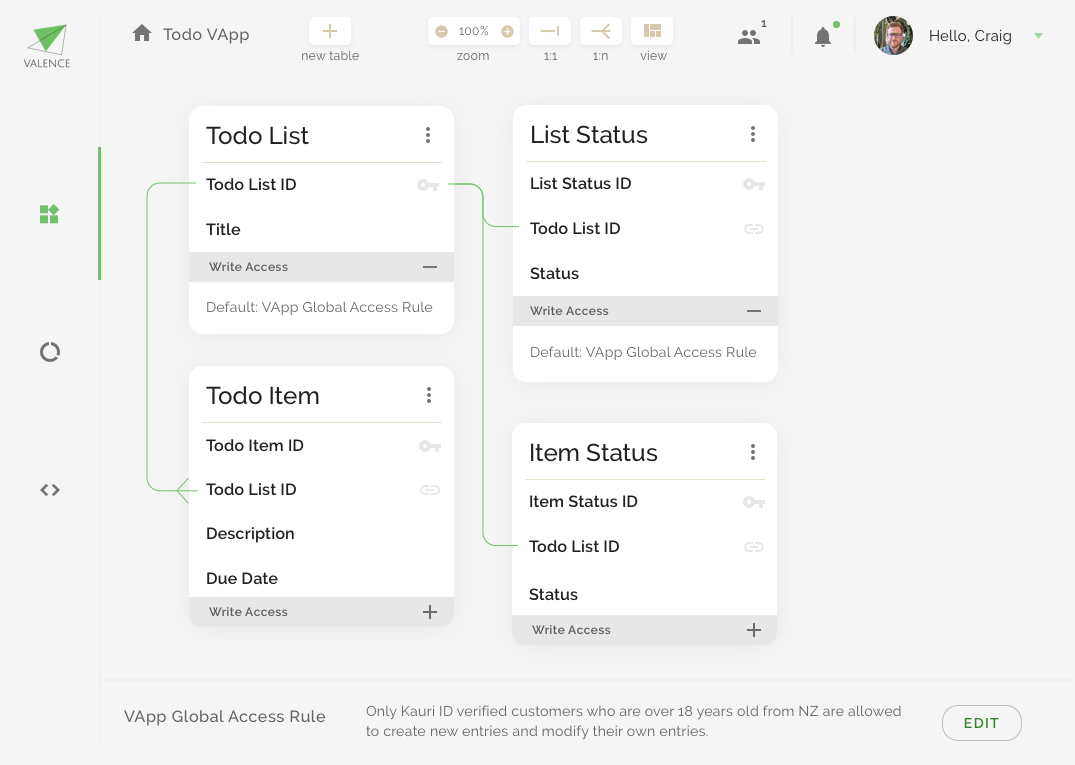 VALENCE
Todo VApp
new table
100%
zoom
1:1
1:n
view
1
Hello, Craig
Todo List
Todo List ID
Title
Write Access
Default: VApp Global Access Rule
List Status
List Status ID
Todo List ID
Status
Write Access
Default: VApp Global Access Rule
Todo Item
Todo Item ID
Todo List ID
Description
Due Date
Write Access
Item Status
Item Status ID
Todo List ID
Status
Write Access
VApp Global Access Rule
Only Kauri ID verified customers who are over 18 years old from NZ are allowed
to create new entries and modify their own entries.
EDIT